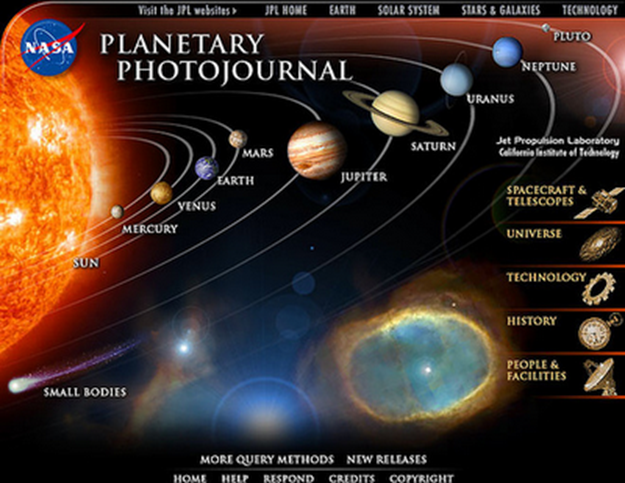 Visit the JPL websites JPL HOME EARTH SOLAR SYSTEM STARS & GALAXIES TECHNOLOGY
NASA
PLANETARY
PHOTOJOURNAL
PLUTO
NEPTUNE
URANUS
SATURN
JUPITER
MARS
EARTH
VENUS
MERCURY
SUN
Jet Propulsion Laboratory
California Institute of Technology
SPACECRAFT &
TELESCOPES
UNIVERSE
TECHNOLOGY
HISTORY
PEOPLE &
FACILITIES
SMALL BODIES
MORE QUERY METHODS NEW RELEASES
HOME HELP RESPOND CREDITS COPYRIGHT